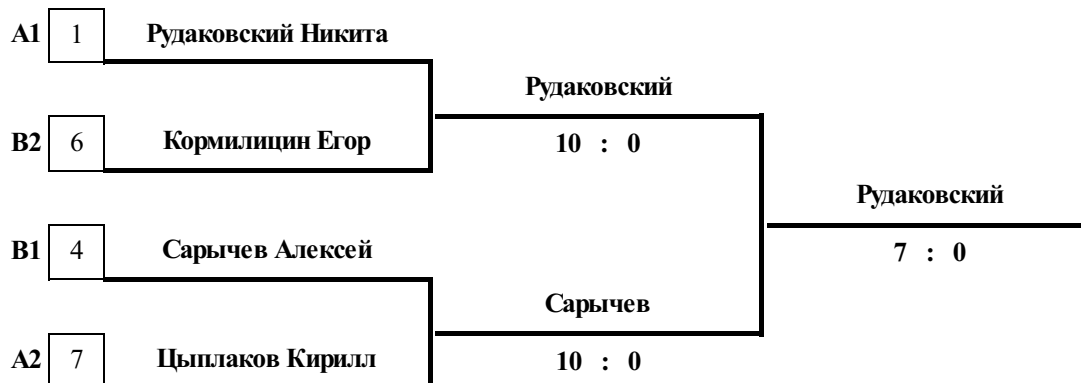 A1 1 Рудаковский Никита
Рудаковский
B2 6 Кормилицин Егор 10 : 0
Рудаковский
B1 4 Сарычев Алексей 7 : 0
Сарычев
A2 7 Цыплаков Кирилл 10 : 0